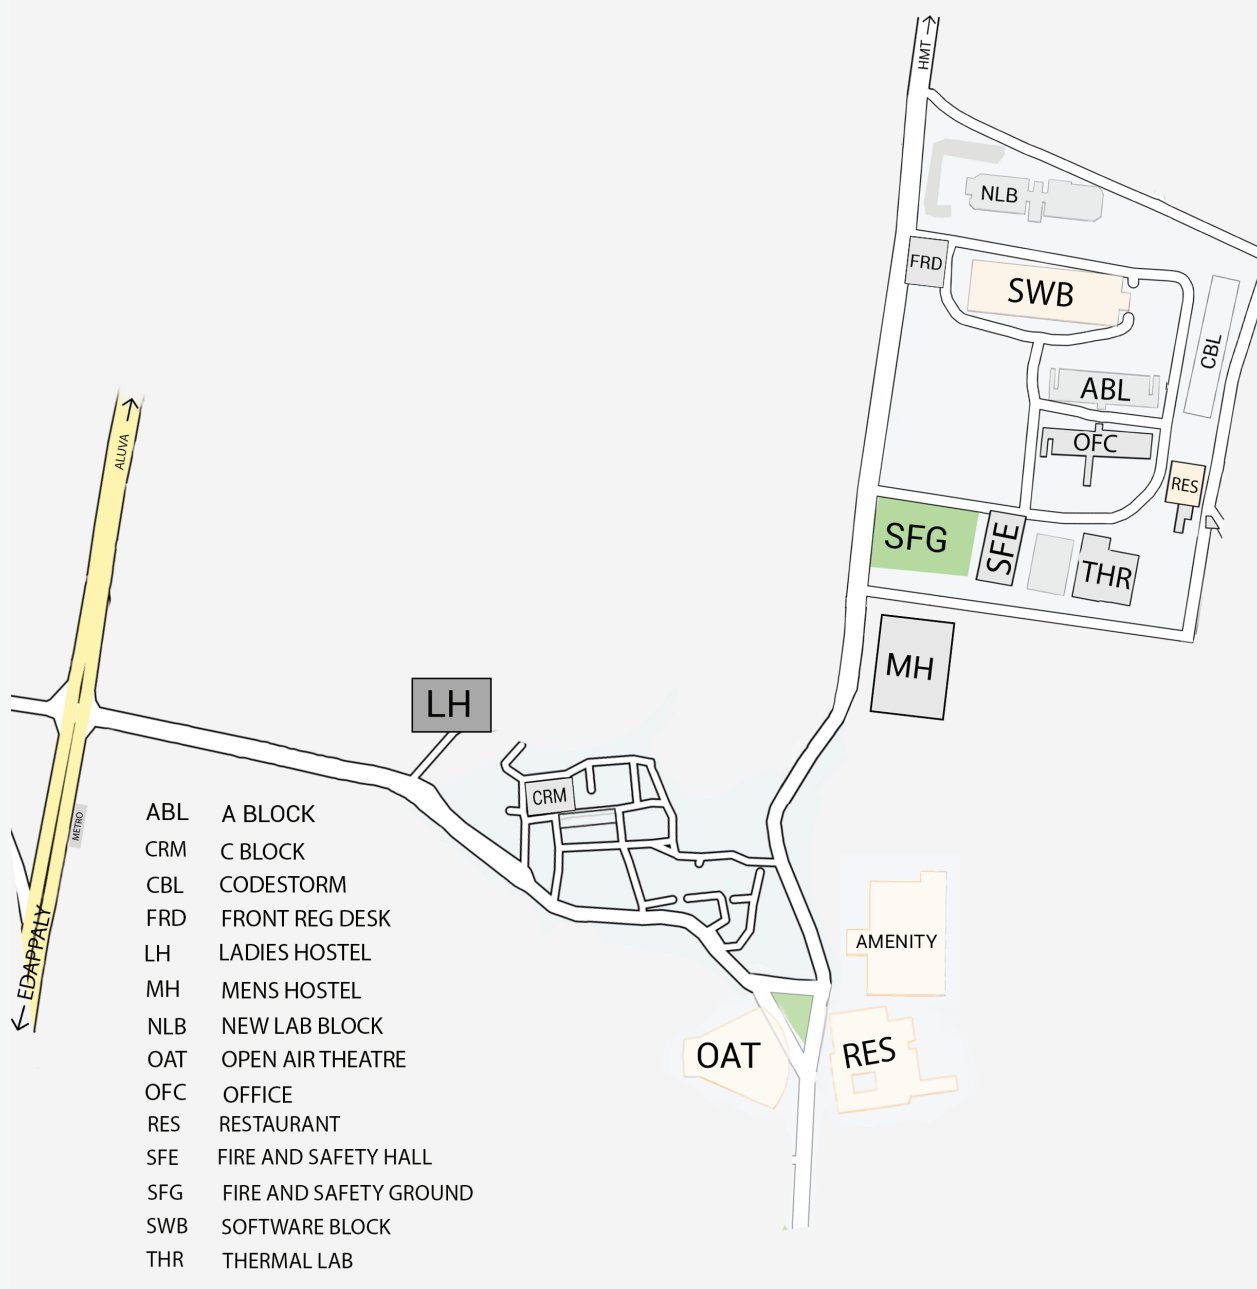 HMT
NLB
FRD
SWB
CBL
ABL
OFC
RES
SFG
SFE
THR
MH
ALUVA
LH
CRM
METRO
EDAPPALY
AMENITY
OAT
RES
ABL A BLOCK
CRM C BLOCK
CBL CODESTORM
FRD FRONT REG DESK
LH LADIES HOSTEL
MH MENS HOSTEL
NLB NEW LAB BLOCK
OAT OPEN AIR THEATRE
OFC OFFICE
RES RESTAURANT
SFE FIRE AND SAFETY HALL
SFG FIRE AND SAFETY GROUND
SWB SOFTWARE BLOCK
THR THERMAL LAB